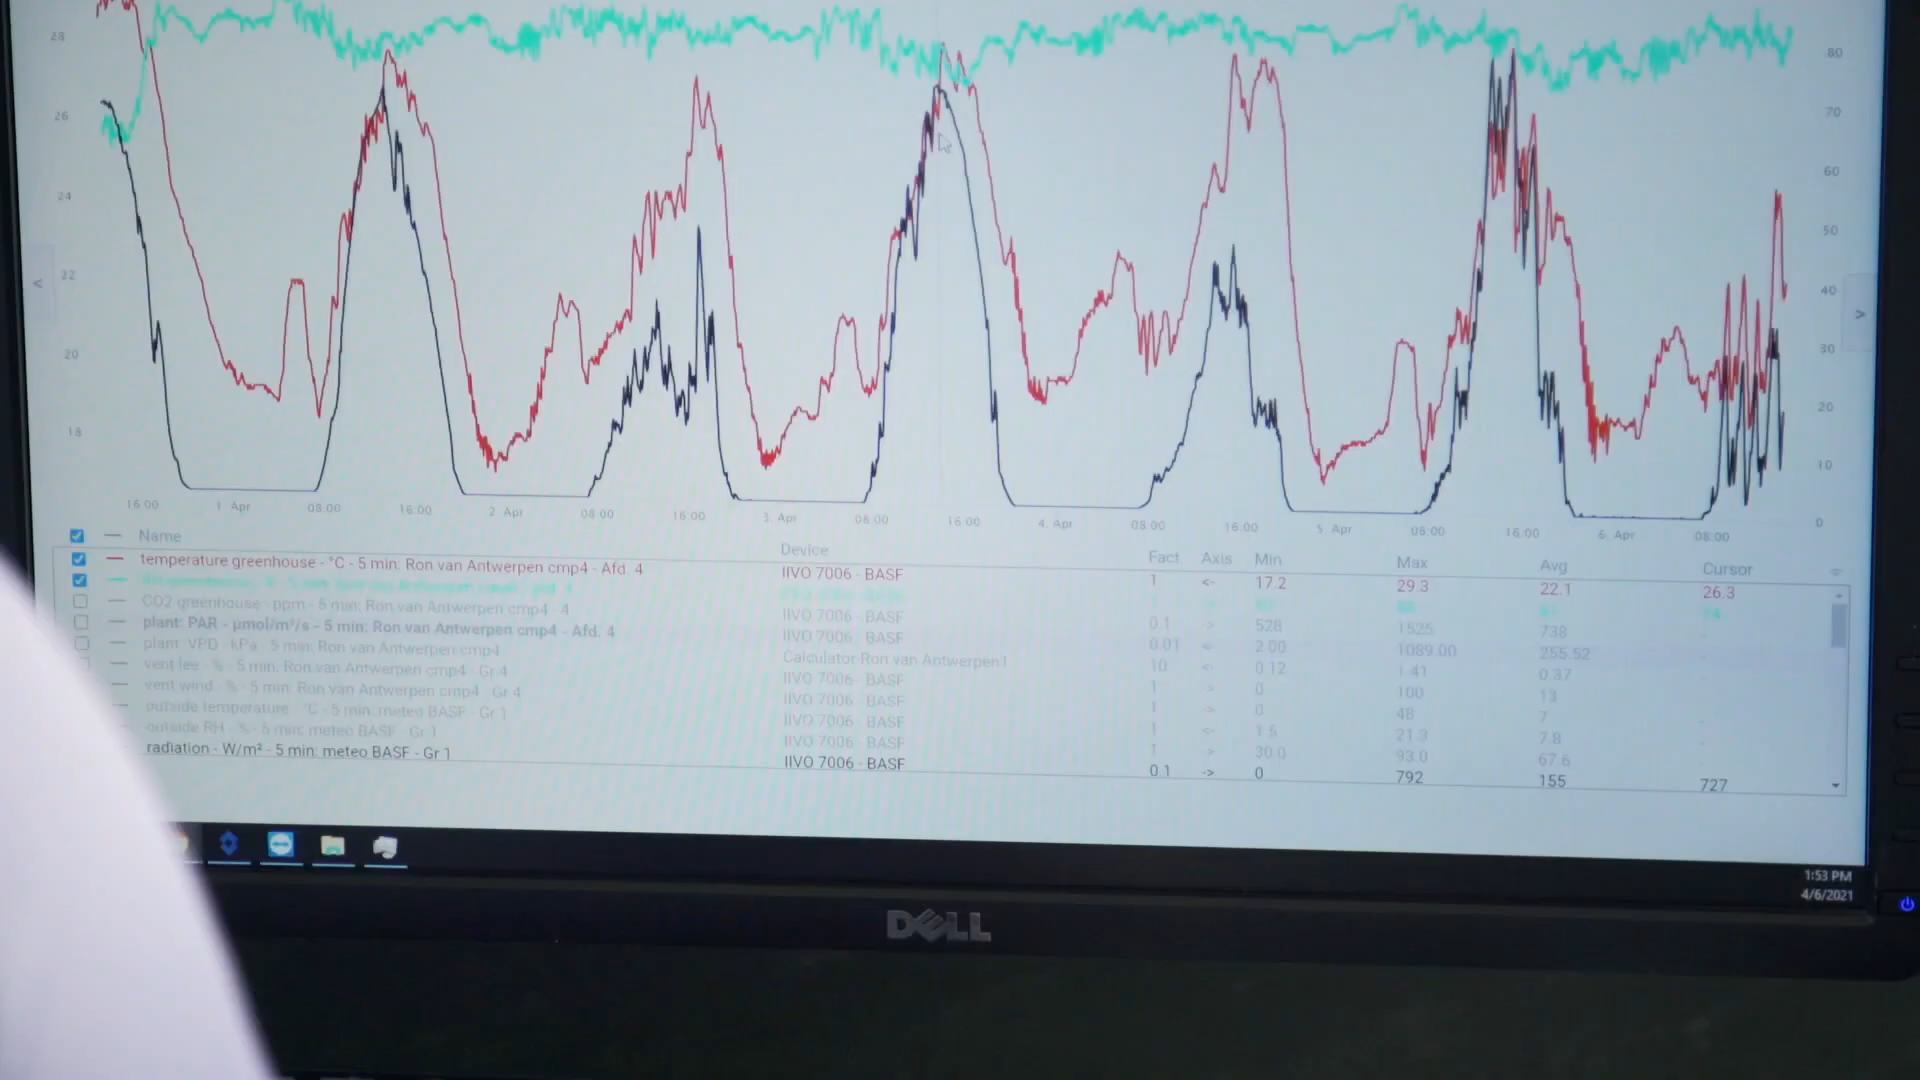 28
80
26
70
24
60
50
22
40
<
>
20
30
20
18
10
0
16:00 1. Apr 08:00 16:00 2. Apr 08:00 16:00 3. Apr 08:00 16:00 4. Apr 08:00 16:00 5. Apr 08:00 16:00 6. Apr 08:00
Name Device Fact. Axis Min Max Avg Cursor
temperature greenhouse - °C - 5 min: Ron van Antwerpen cmp4 - Afd. 4 IIVO 7006 - BASF 1 <- 17.2 29.3 22.1 26.3
CO2 greenhouse - ppm - 5 min: Ron van Antwerpen cmp4 - 4 IIVO 7006 - BASF 0.1 -> 528 1525 738 -
plant: PAR - µmol/m²/s - 5 min: Ron van Antwerpen cmp4 - Afd. 4 IIVO 7006 - BASF 0.01 <- 2.00 1089.00 255.52 -
plant: VPD - kPa - 5 min: Ron van Antwerpen cmp4 Calculator Ron van Antwerpen 10 <- 0.12 1.41 0.37 -
vent lee - % - 5 min: Ron van Antwerpen cmp4 - Gr 4 IIVO 7006 - BASF 1 -> 0 100 13 -
vent wind - % - 5 min: Ron van Antwerpen cmp4 - Gr 4 IIVO 7006 - BASF 1 -> 0 48 7 -
outside temperature - °C - 5 min: meteo BASF - Gr 1 IIVO 7006 - BASF 1 <- 1.5 21.3 7.8 -
outside RH - % - 5 min: meteo BASF - Gr 1 IIVO 7006 - BASF 1 -> 30.0 93.0 67.6 -
radiation - W/m² - 5 min: meteo BASF - Gr 1 IIVO 7006 - BASF 0.1 -> 0 792 155 727
1:53 PM
4/6/2021
DELL